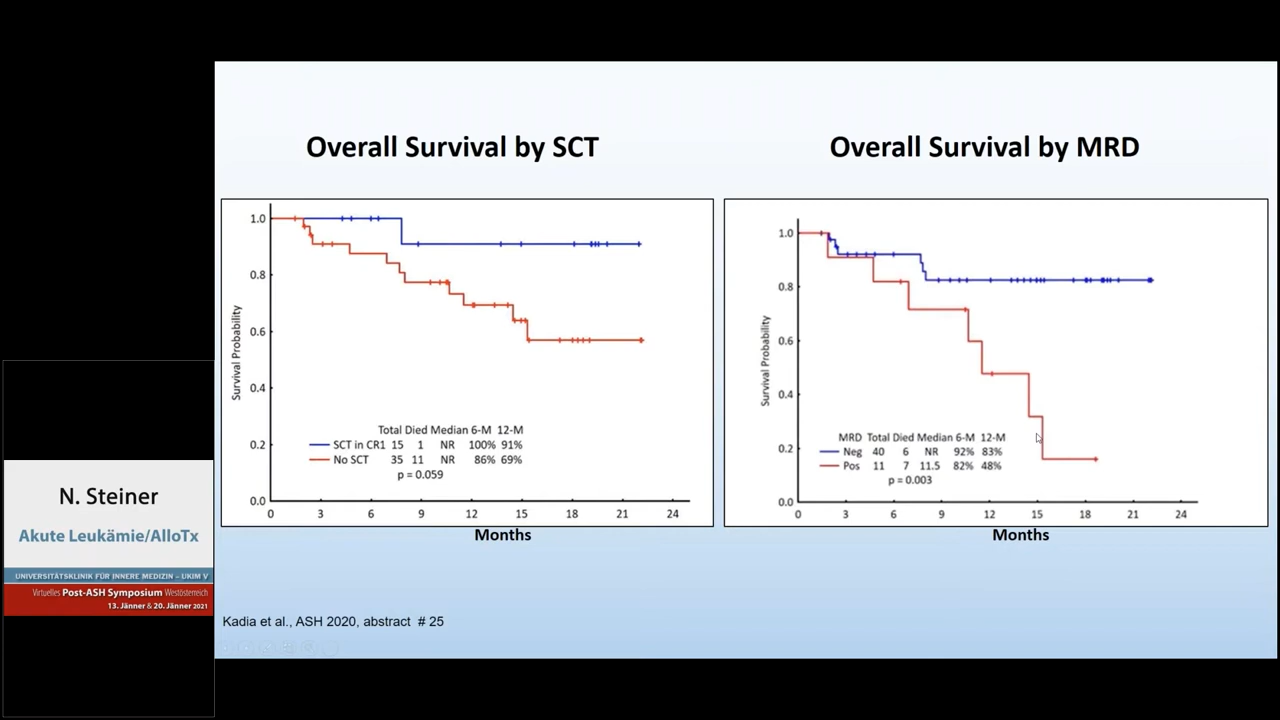 Overall Survival by SCT
1.0
0.8
0.6
0.4
0.2
0.0
Survival Probability
Total Died Median 6-M 12-M
SCT in CR1 15 1 NR 100% 91%
No SCT 35 11 NR 86% 69%
p = 0.059
0 3 6 9 12 15 18 21 24
Months
Overall Survival by MRD
1.0
0.8
0.6
0.4
0.2
0.0
Survival Probability
MRD Total Died Median 6-M 12-M
Neg 40 6 NR 92% 83%
Pos 11 7 11.5 82% 48%
p = 0.003
0 3 6 9 12 15 18 21 24
Months
Kadia et al., ASH 2020, abstract # 25
N. Steiner
Akute Leukämie/AlloTx
UNIVERSITÄTSKLINIK FÜR INNERE MEDIZIN – UKIM V
Virtuelles Post-ASH Symposium Westösterreich
13. Jänner & 20. Jänner 2021